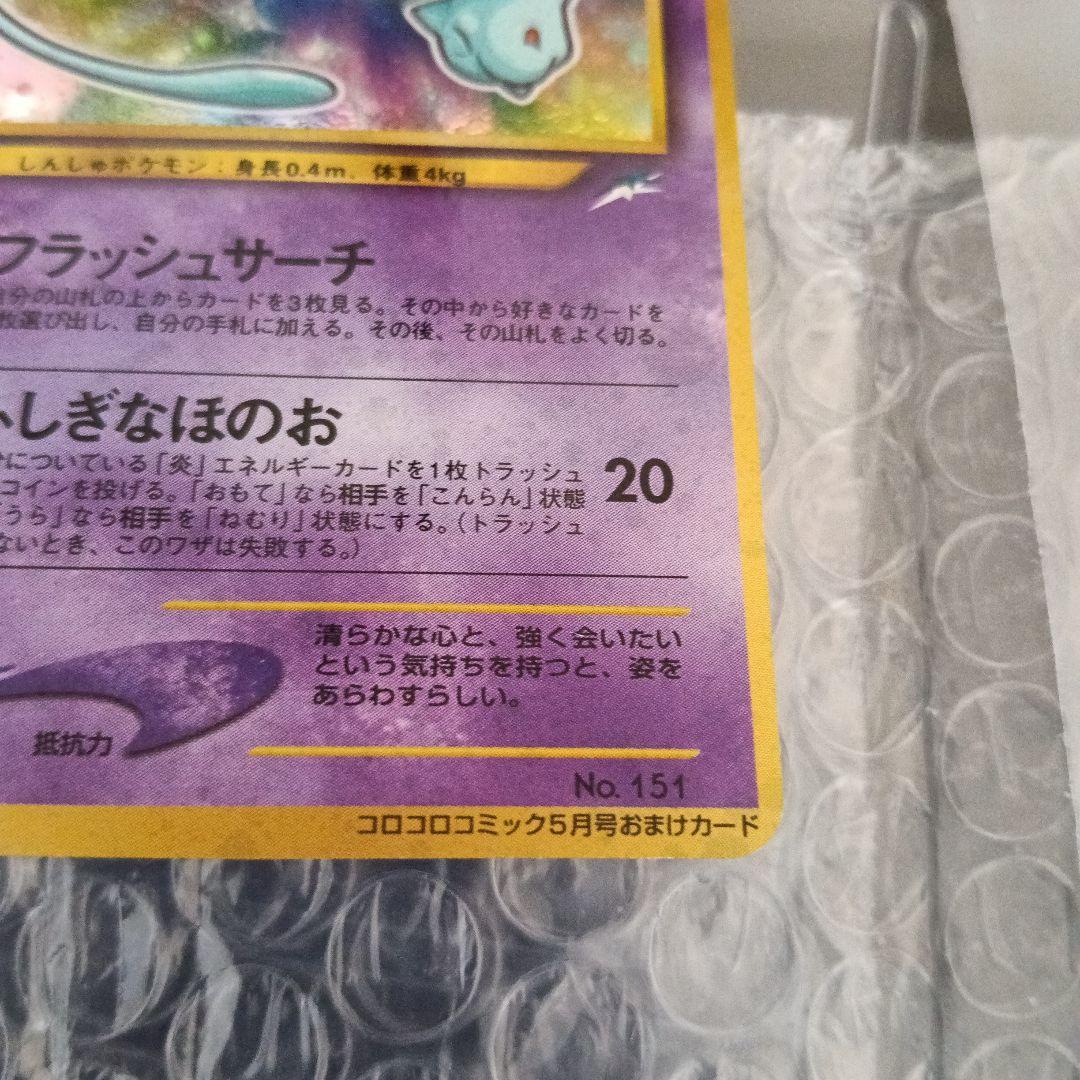 しんしゅポケモン：身長0.4m、体重4kg
フラッシュサーチ
自分の山札の上からカードを3枚見る。その中から好きなカードを
枚選び出し、自分の手札に加える。その後、その山札をよく切る。
ふしぎなほのお
についている「炎」エネルギーカードを1枚トラッシュ
コインを投げる。「おもて」なら相手を「こんらん」状態
「うら」なら相手を「ねむり」状態にする。（トラッシュ
ないとき、このワザは失敗する。）
20
清らかな心と、強く会いたい
という気持ちを持つと、姿を
あらわすらしい。
抵抗力
No. 151
コロコロコミック5月号おまけカード